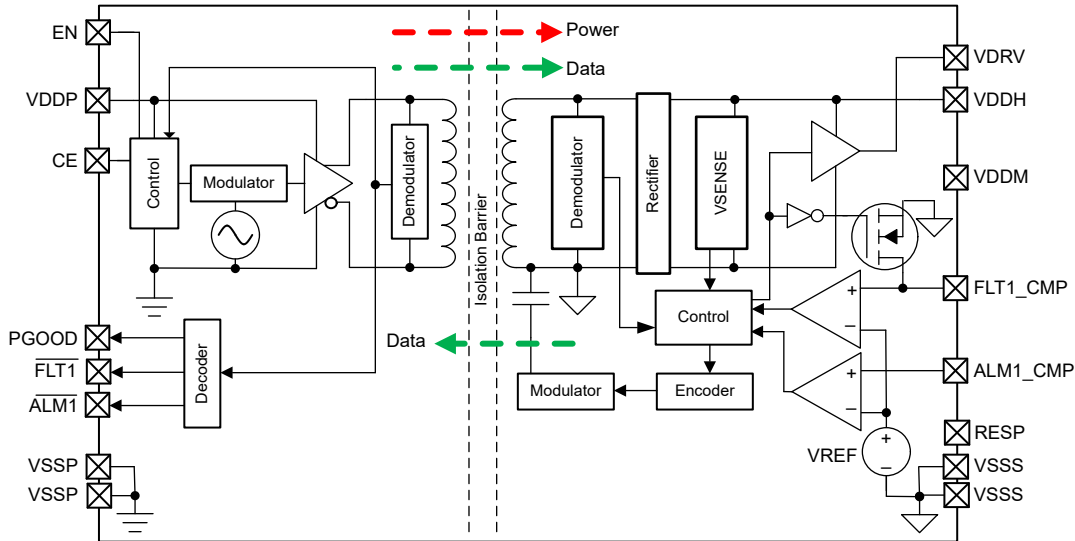 EN
VDDP
CE
Control
Modulator
Demodulator
Power
Data
Isolation Barrier
Demodulator
Rectifier
VSENSE
VDRV
VDDH
VDDM
FLT1_CMP
ALM1_CMP
RESP
VSSS
VSSS
Control
+
−
+
−
VREF
+
−
Data
Modulator
Encoder
PGOOD
FLT1
ALM1
Decoder
VSSP
VSSP